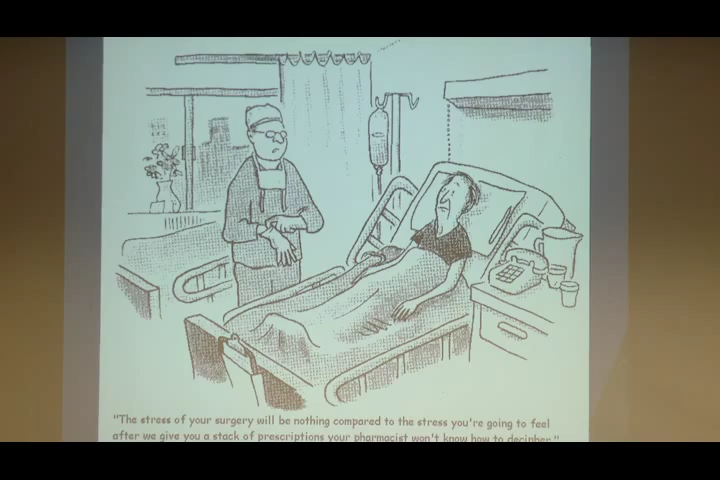 "The stress of your surgery will be nothing compared to the stress you're going to feel
after we give you a stack of prescriptions your pharmacist won't know how to decipher."